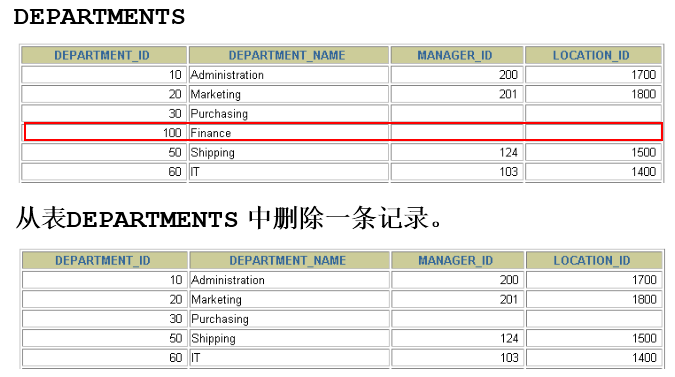 DEPARTMENTS
DEPARTMENT_ID DEPARTMENT_NAME MANAGER_ID LOCATION_ID
10 Administration 200 1700
20 Marketing 201 1800
30 Purchasing
100 Finance
50 Shipping 124 1500
60 IT 103 1400
从表DEPARTMENTS 中删除一条记录。
DEPARTMENT_ID DEPARTMENT_NAME MANAGER_ID LOCATION_ID
10 Administration 200 1700
20 Marketing 201 1800
30 Purchasing
50 Shipping 124 1500
60 IT 103 1400